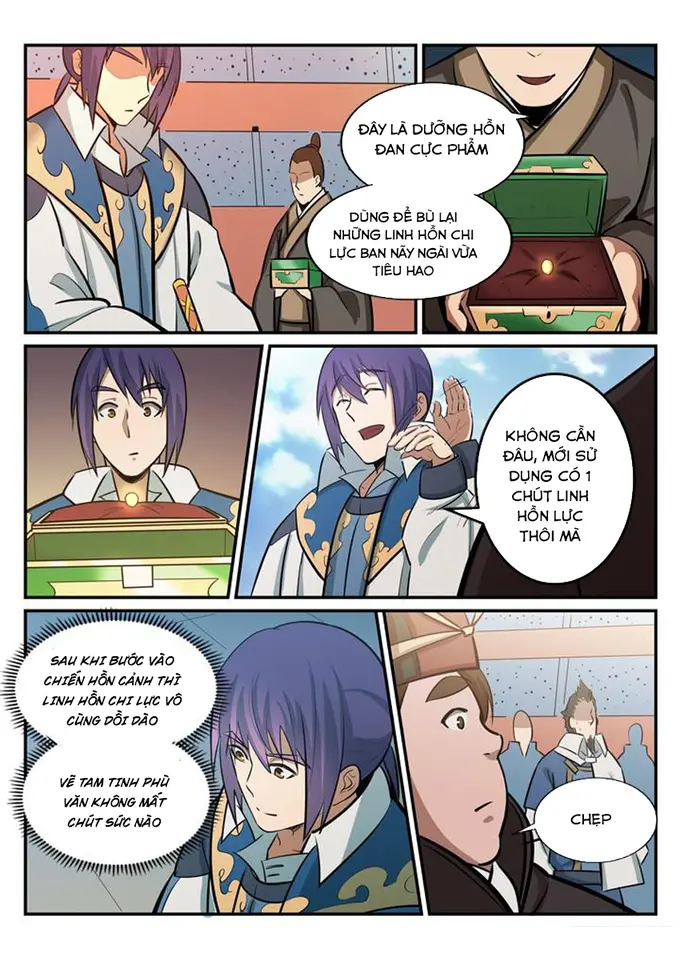 ĐÂY LÀ DƯỠNG HỒN
ĐAN CỰC PHẨM
DÙNG ĐỂ BÙ LẠI
NHỮNG LINH HỒN CHI
LỰC BAN NÃY NGÀI VỪA
TIÊU HAO
KHÔNG CẦN
ĐÂU, MỚI SỬ
DỤNG CÓ 1
CHÚT LINH
HỒN LỰC
THÔI MÀ
SAU KHI BƯỚC VÀO
CHIẾN HỒN CẢNH THÌ
LINH HỒN CHI LỰC VÔ
CÙNG DỒI DÀO
VẼ TAM TINH PHÙ
VĂN KHÔNG MẤT
CHÚT SỨC NÀO
CHẸP